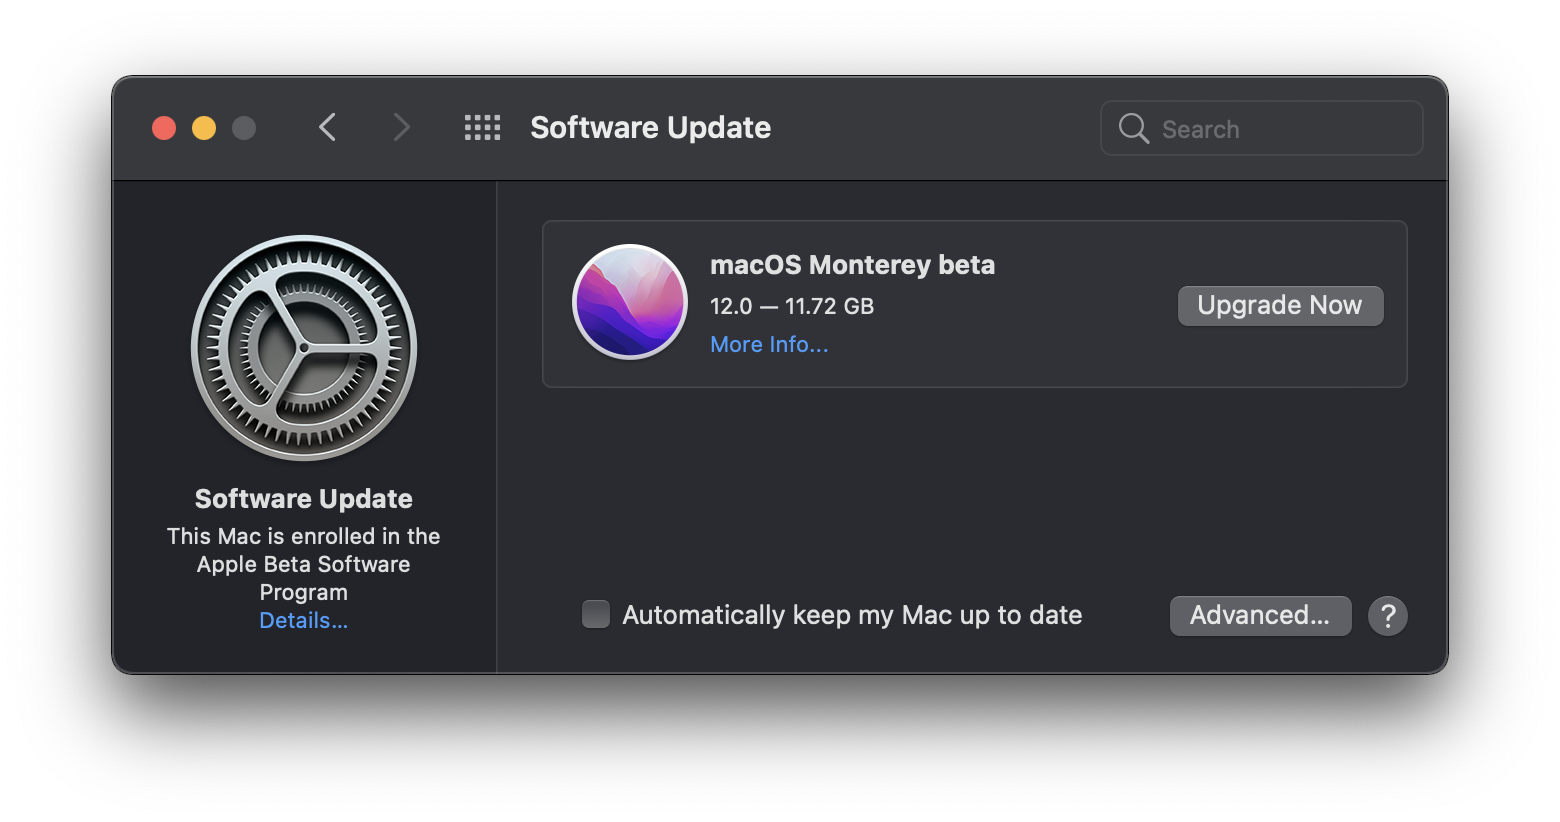 Software Update
Search
Software Update
This Mac is enrolled in the
Apple Beta Software
Program
Details...
macOS Monterey beta
12.0 — 11.72 GB
More Info...
Upgrade Now
Automatically keep my Mac up to date
Advanced...
?